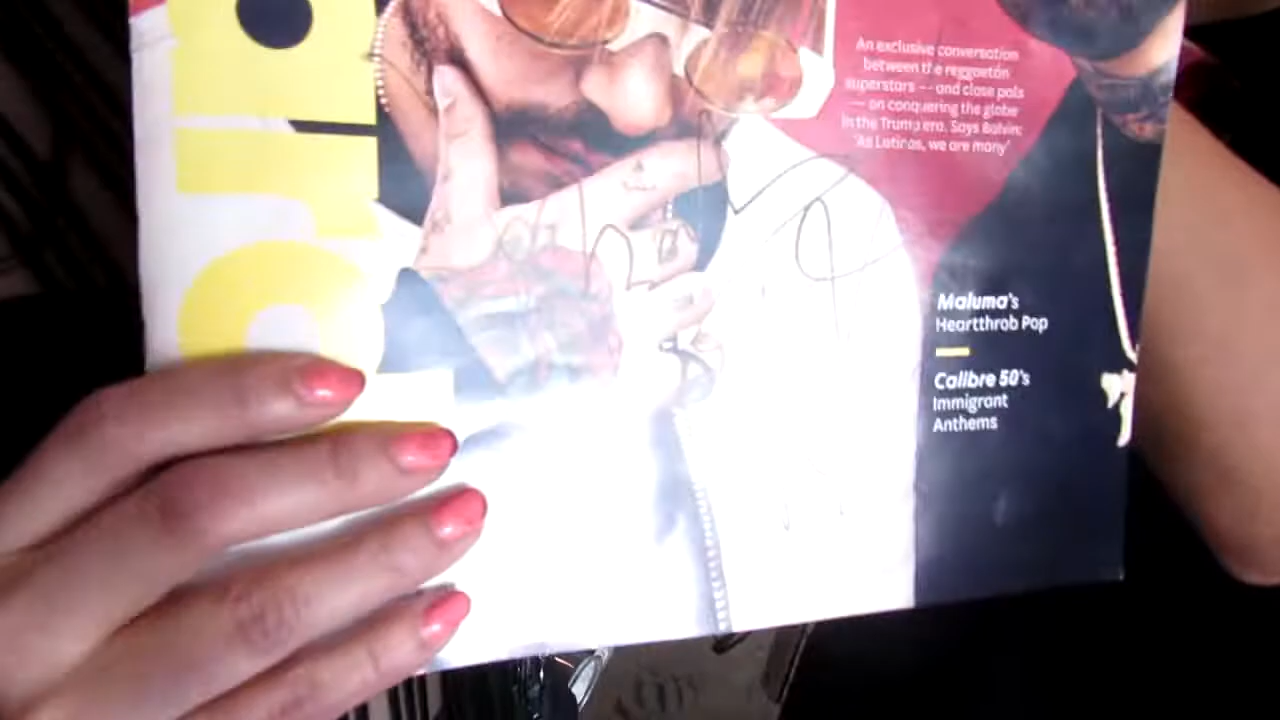 An exclusive conversation
between the reggaetón
superstars — and close pals
— on conquering the globe
in the Trump era. Says Balvin:
'As Latinos, we are many'
Maluma's
Heartthrob Pop
Calibre 50's
Immigrant
Anthems